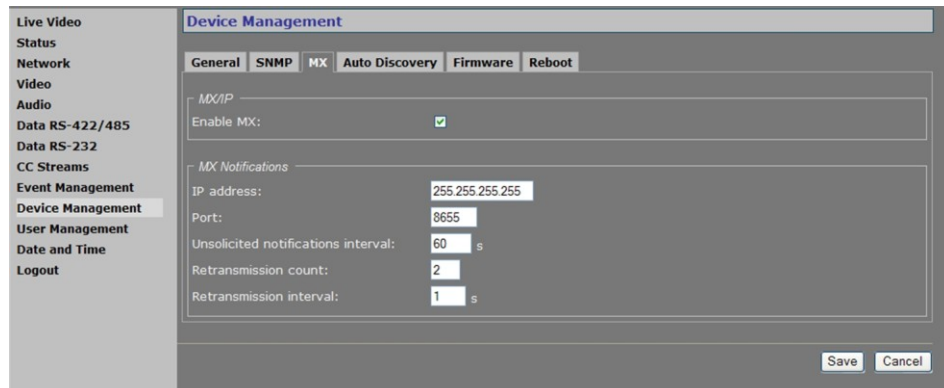 Live Video
Status
Network
Video
Audio
Data RS-422/485
Data RS-232
CC Streams
Event Management
Device Management
User Management
Date and Time
Logout
Device Management
General SNMP MX Auto Discovery Firmware Reboot
MX/IP
Enable MX:
MX Notifications
IP address: 255.255.255.255
Port: 8655
Unsolicited notifications interval: 60 s
Retransmission count: 2
Retransmission interval: 1 s
Save Cancel